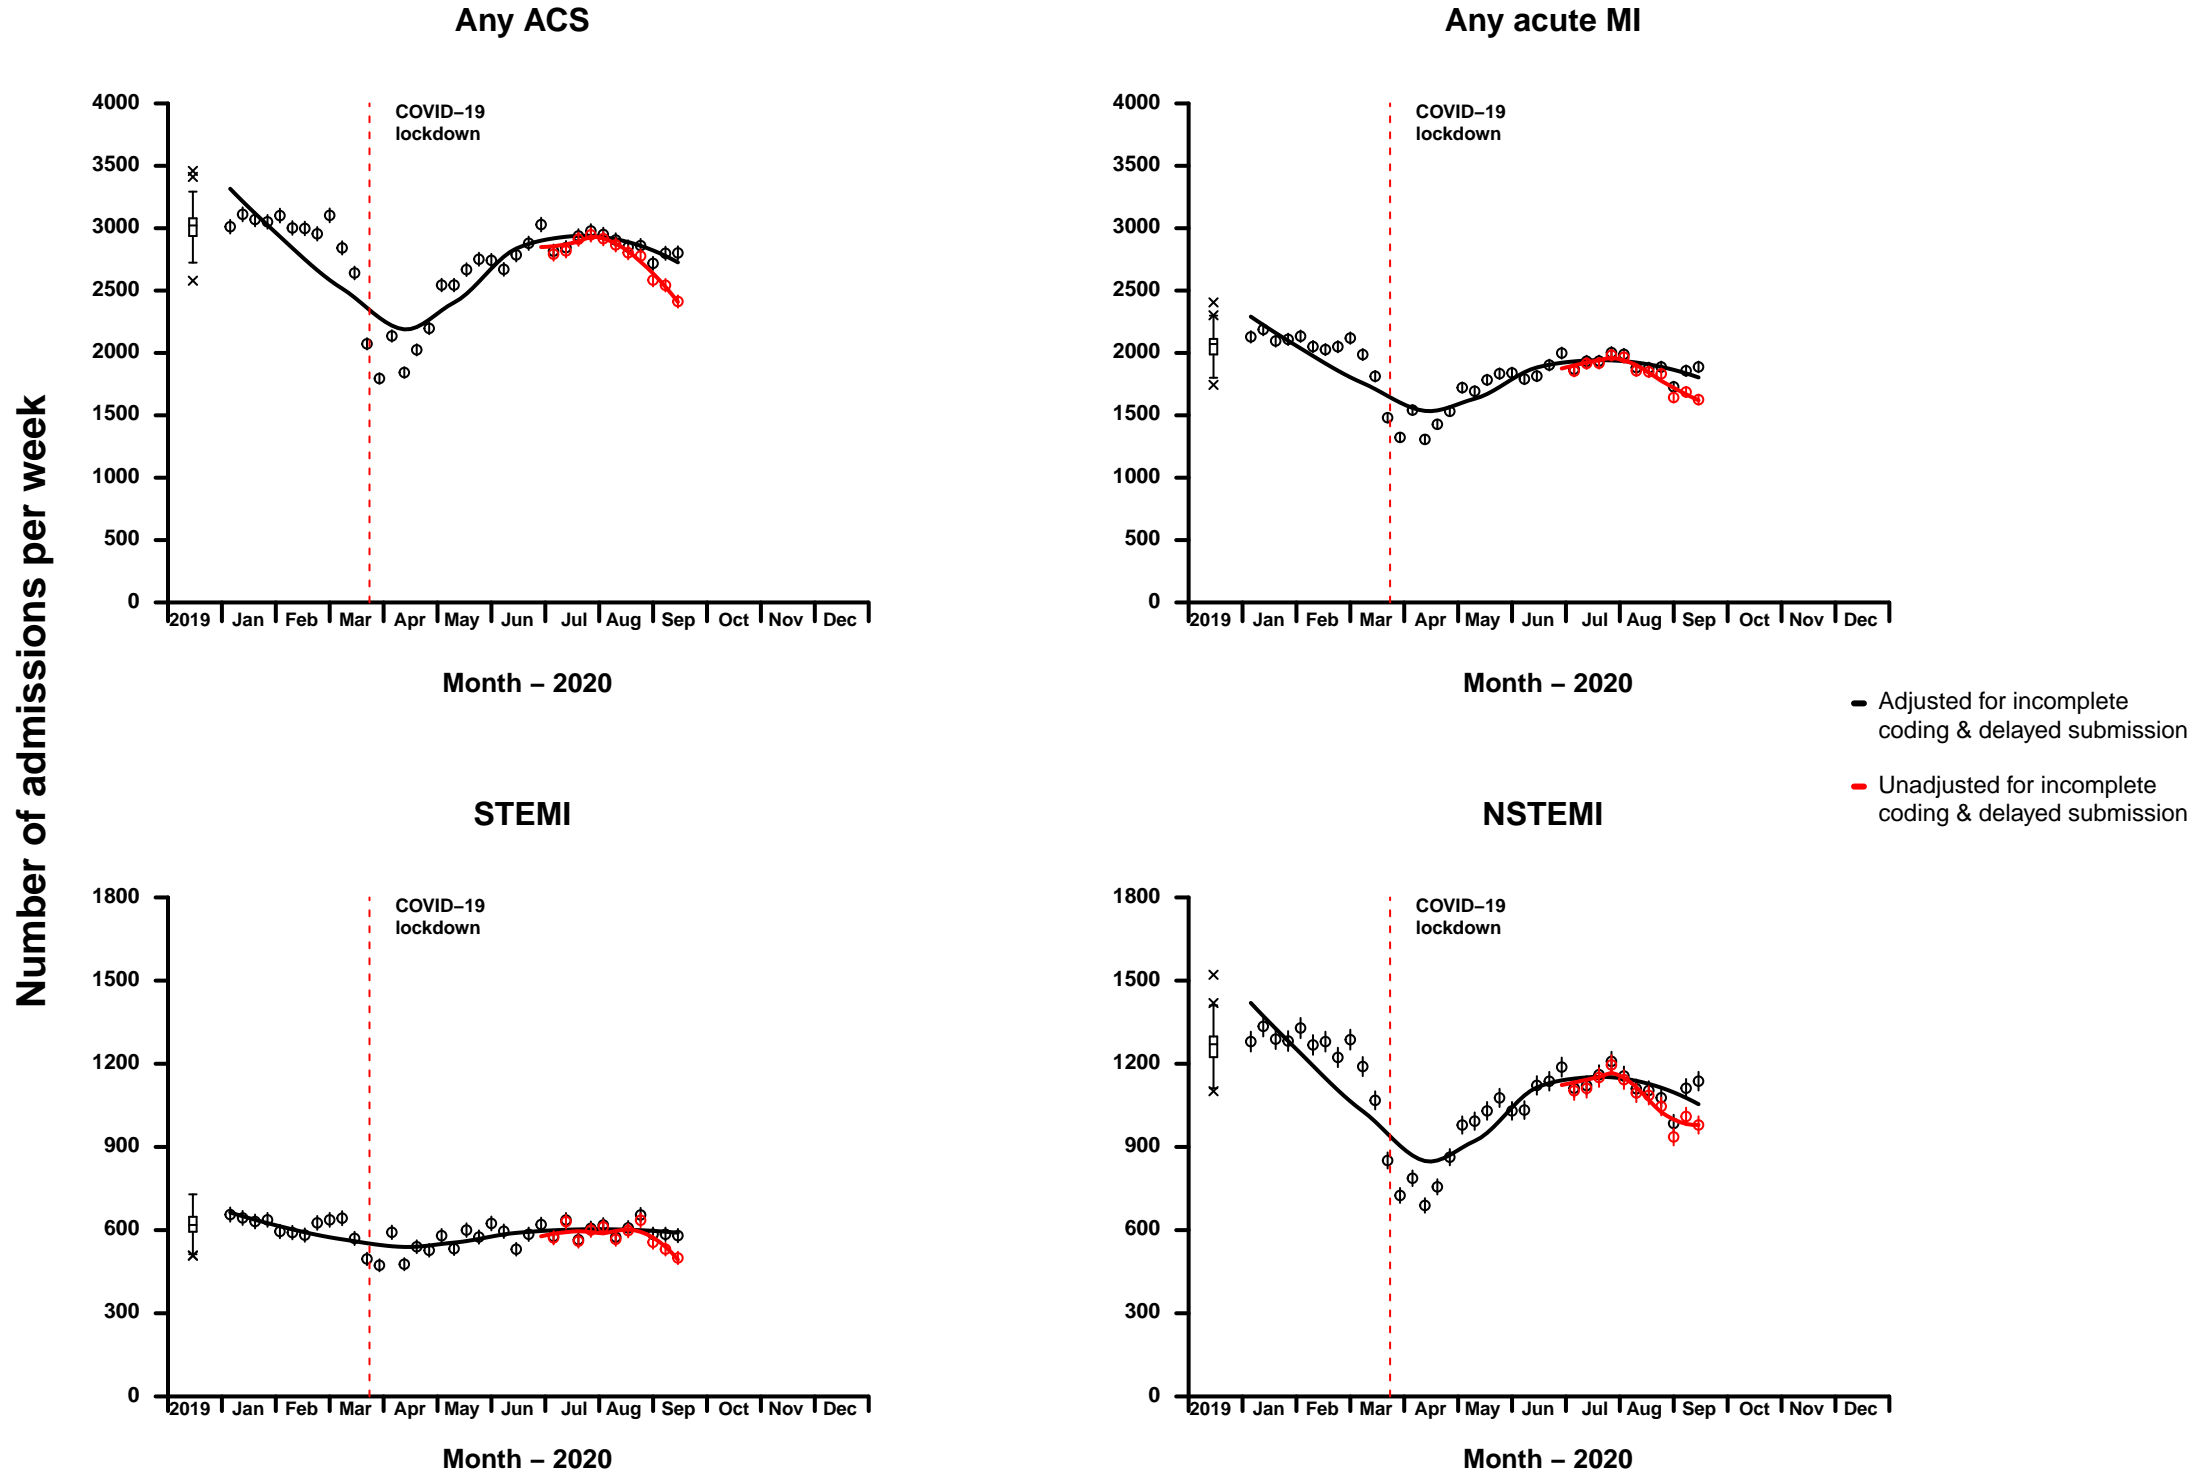 Any ACS
Any acute MI
Number of admissions per week
4000
3500
3000
2500
2000
1500
1000
500
0
COVID−19
lockdown
2019 Jan Feb Mar Apr May Jun Jul Aug Sep Oct Nov Dec
Month − 2020
4000
3500
3000
2500
2000
1500
1000
500
0
COVID−19
lockdown
2019 Jan Feb Mar Apr May Jun Jul Aug Sep Oct Nov Dec
Month − 2020
Adjusted for incomplete
coding & delayed submission
Unadjusted for incomplete
coding & delayed submission
STEMI
NSTEMI
1800
1500
1200
900
600
300
0
COVID−19
lockdown
2019 Jan Feb Mar Apr May Jun Jul Aug Sep Oct Nov Dec
Month − 2020
1800
1500
1200
900
600
300
0
COVID−19
lockdown
2019 Jan Feb Mar Apr May Jun Jul Aug Sep Oct Nov Dec
Month − 2020